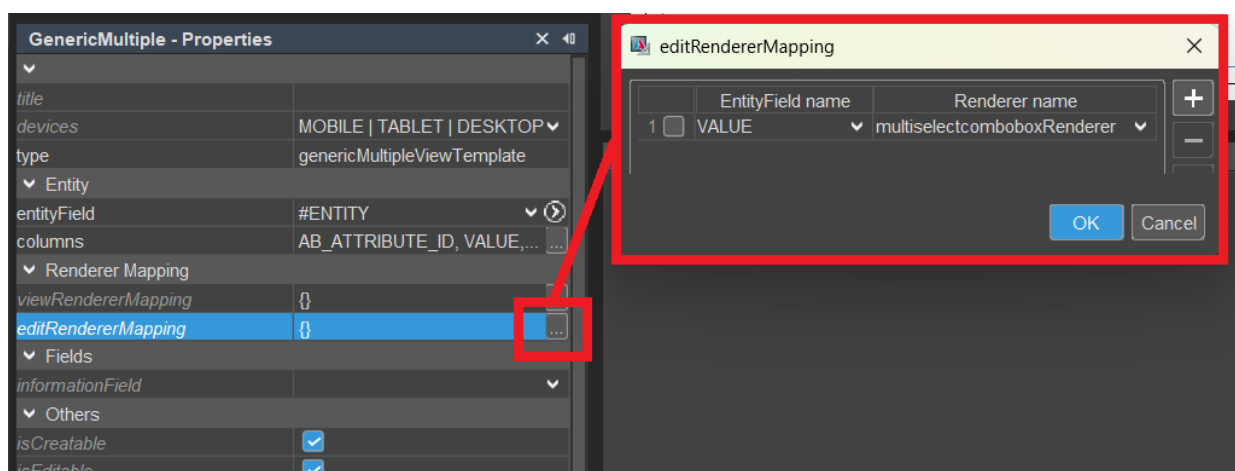 GenericMultiple - Properties
title
devices MOBILE | TABLET | DESKTOP
type genericMultipleViewTemplate
Entity
entityField #ENTITY
columns AB_ATTRIBUTE_ID, VALUE,... ...
Renderer Mapping
viewRendererMapping {}
editRendererMapping {} ...
Fields
informationField
Others
isCreatable
isEditable
editRendererMapping
EntityField name Renderer name
1 VALUE multiselectcomboboxRenderer
OK Cancel